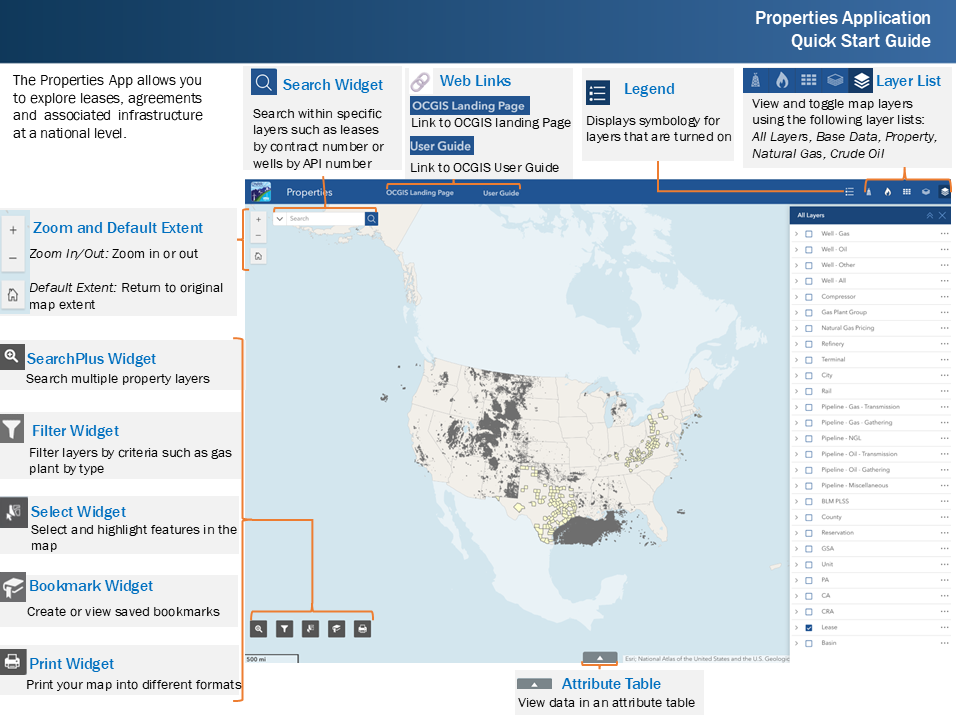 Properties Application
Quick Start Guide
The Properties App allows you
to explore leases, agreements
and associated infrastructure
at a national level.
Search Widget
Search within specific
layers such as leases
by contract number or
wells by API number
Web Links
OCGIS Landing Page
Link to OCGIS landing Page
User Guide
Link to OCGIS User Guide
Legend
Displays symbology for
layers that are turned on
Layer List
View and toggle map layers
using the following layer lists:
All Layers, Base Data, Property,
Natural Gas, Crude Oil
Properties
OCGIS Landing Page
User Guide
Zoom and Default Extent
Zoom In/Out: Zoom in or out
Default Extent: Return to original
map extent
SearchPlus Widget
Search multiple property layers
Filter Widget
Filter layers by criteria such as gas
plant by type
Select Widget
Select and highlight features in the
map
Bookmark Widget
Create or view saved bookmarks
Print Widget
Print your map into different formats
Search
All Layers
Well - Gas
Well - Oil
Well - Other
Well - All
Compressor
Gas Plant Group
Natural Gas Pricing
Refinery
Terminal
City
Rail
Pipeline - Gas - Transmission
Pipeline - Gas - Gathering
Pipeline - NGL
Pipeline - Oil - Transmission
Pipeline - Oil - Gathering
Pipeline - Miscellaneous
BLM PLSS
County
Reservation
GSA
Unit
PA
CA
CRA
Lease
Basin
500 mi
Esri, National Atlas of the United States and the U.S. Geologic
Attribute Table
View data in an attribute table